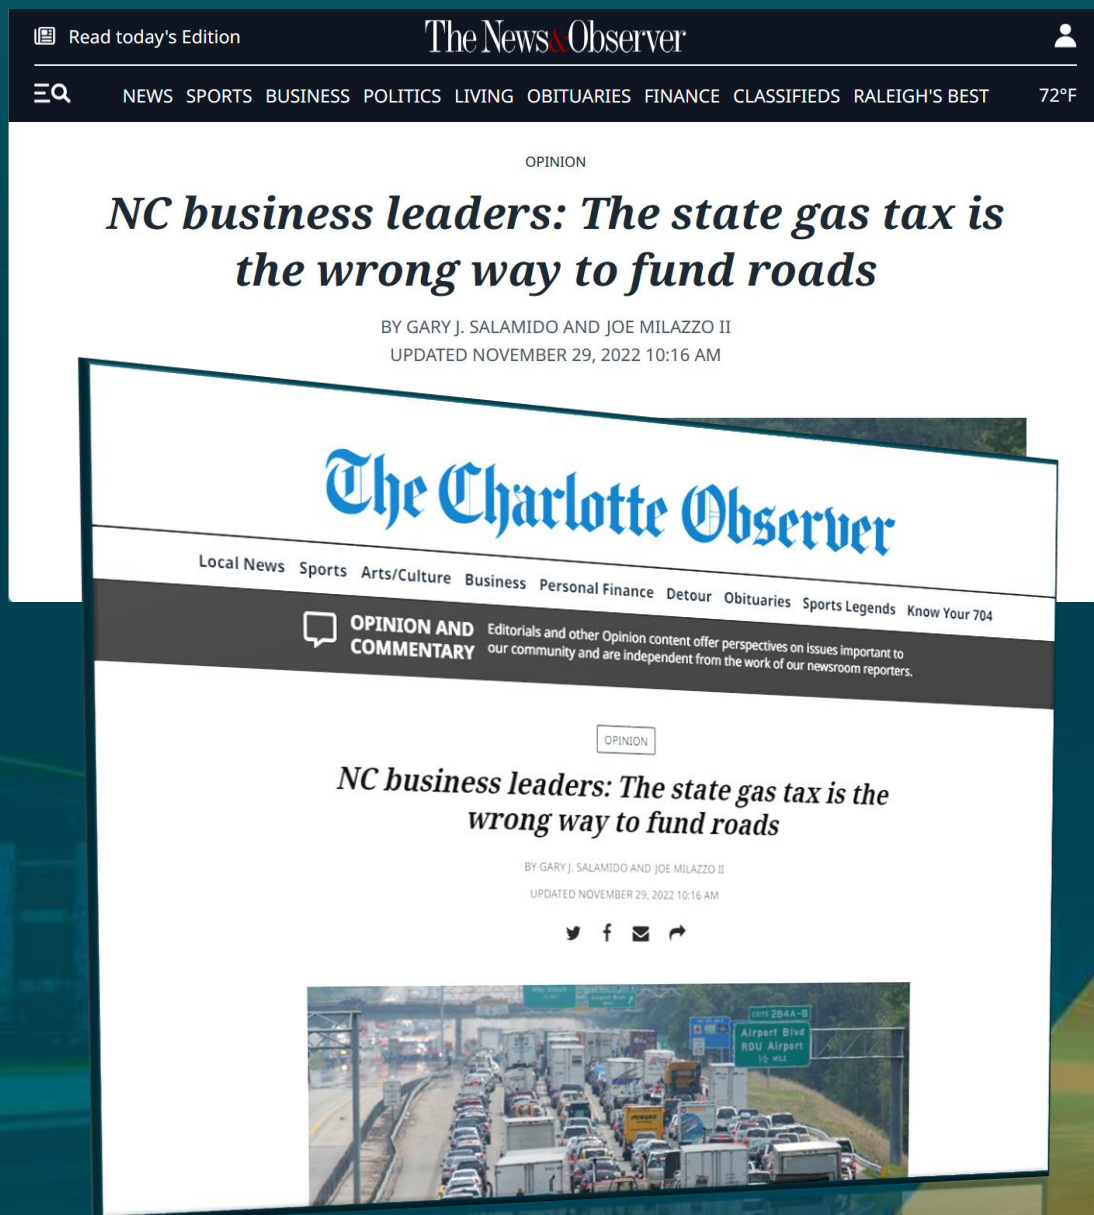 Read today's Edition
The News&Observer
NEWS SPORTS BUSINESS POLITICS LIVING OBITUARIES FINANCE CLASSIFIEDS RALEIGH'S BEST 72°F
OPINION
NC business leaders: The state gas tax is
the wrong way to fund roads
BY GARY J. SALAMIDO AND JOE MILAZZO II
UPDATED NOVEMBER 29, 2022 10:16 AM
The Charlotte Observer
Local News Sports Arts/Culture Business Personal Finance Detour Obituaries Sports Legends Know Your 704
OPINION AND
COMMENTARY
Editorials and other Opinion content offer perspectives on issues important to
our community and are independent from the work of our newsroom reporters.
OPINION
NC business leaders: The state gas tax is the
wrong way to fund roads
BY GARY J. SALAMIDO AND JOE MILAZZO II
UPDATED NOVEMBER 29, 2022 10:16 AM
EXITS 284A-B
Airport Blvd
RDU Airport
½ MILE
PENSKE